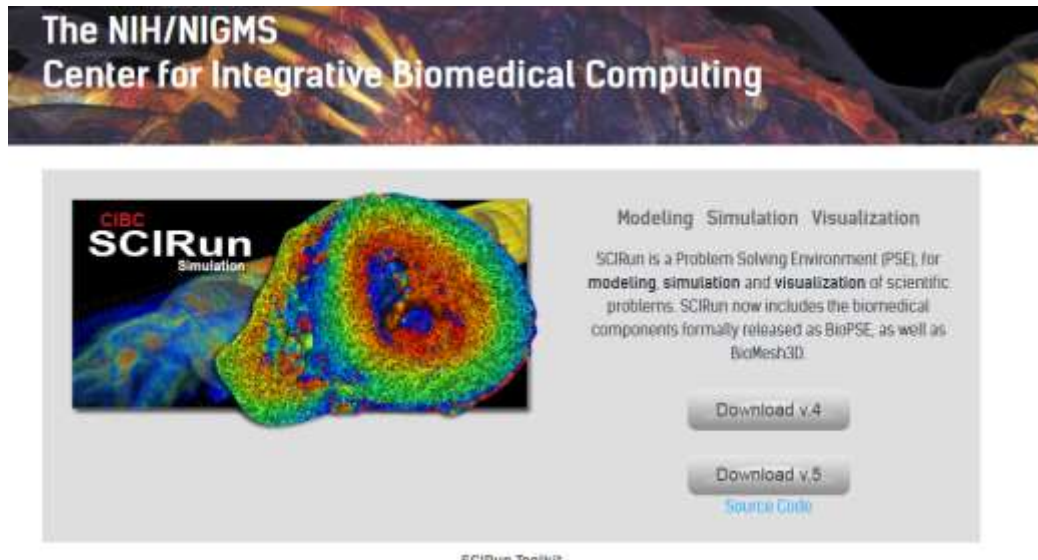 The NIH/NIGMS
Center for Integrative Biomedical Computing
CIBC
SCIRun
Simulation
Modeling Simulation Visualization
SCIRun is a Problem Solving Environment (PSE), for
modeling, simulation and visualization of scientific
problems. SCIRun now includes the biomedical
components formally released as BioPSE, as well as
BioMesh3D.
Download v.4
Download v.5
Source Code
SCIRun Toolkit